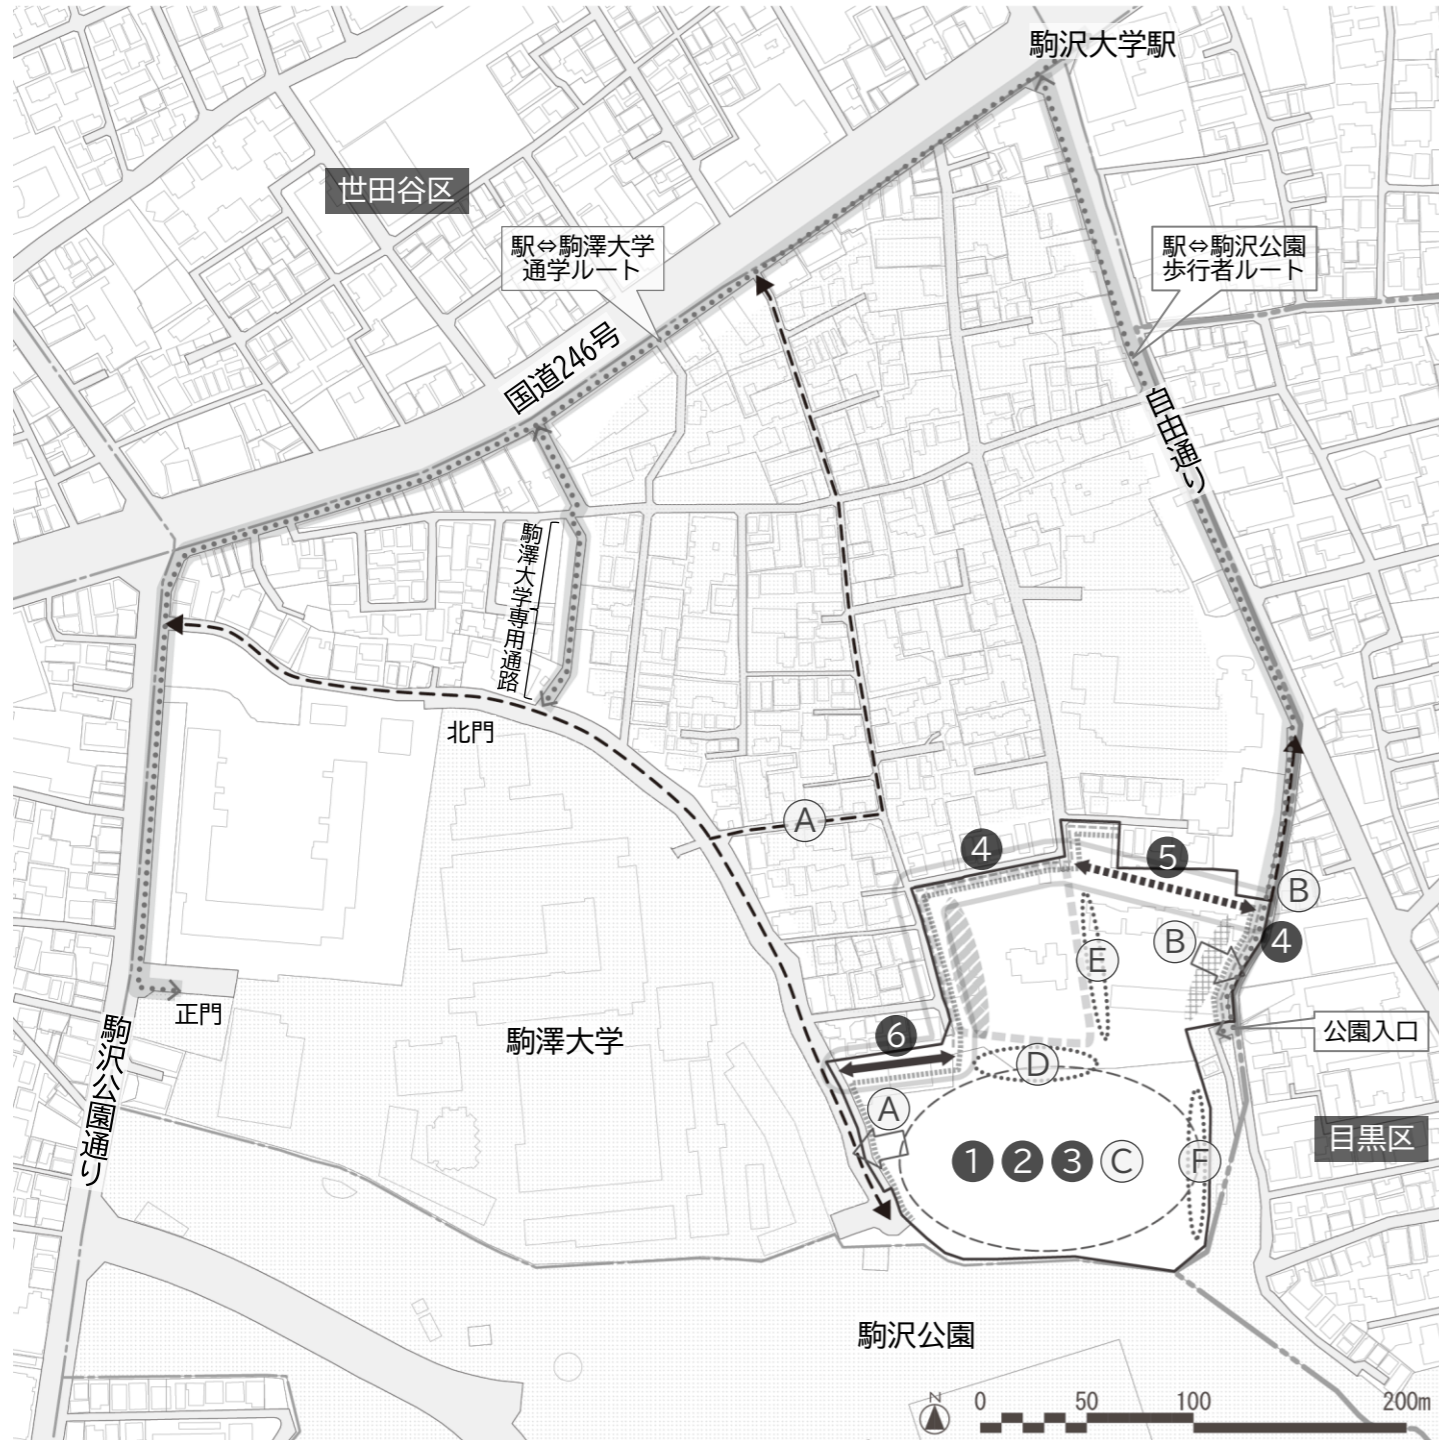 駒沢大学駅
世田谷区
駅⇔駒澤大学
通学ルート
駅⇔駒沢公園
歩行者ルート
国道246号
自由通り
駒澤大学専用通路
北門
A
4
5
B
B
4
E
正門
駒沢公園通り
駒澤大学
6
公園入口
D
A
1 2 3 C F
目黒区
駒沢公園
N
0 50 100 200m